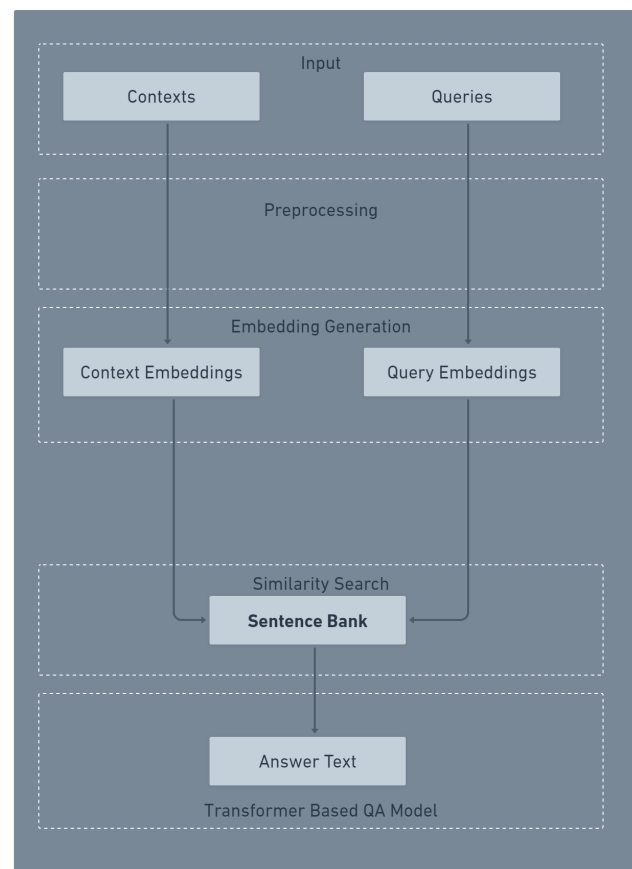 Input
Contexts
Queries
Preprocessing
Embedding Generation
Context Embeddings
Query Embeddings
Similarity Search
Sentence Bank
Answer Text
Transformer Based QA Model